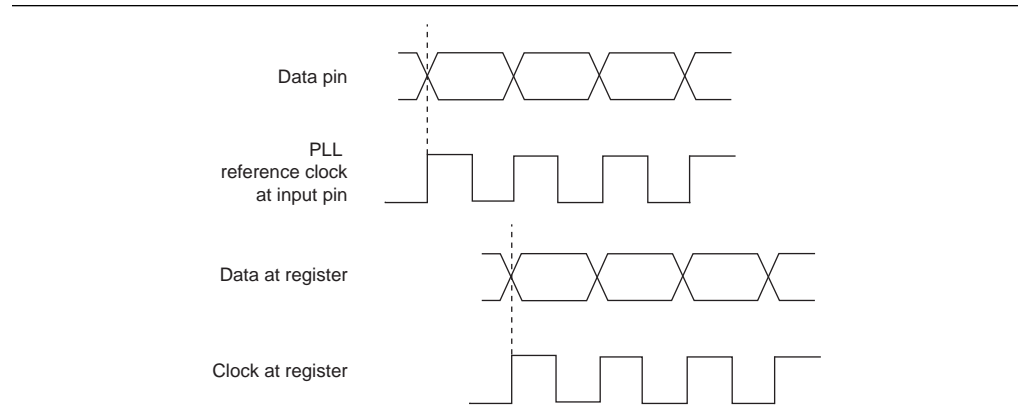 Data pin
PLL
reference clock
at input pin
Data at register
Clock at register